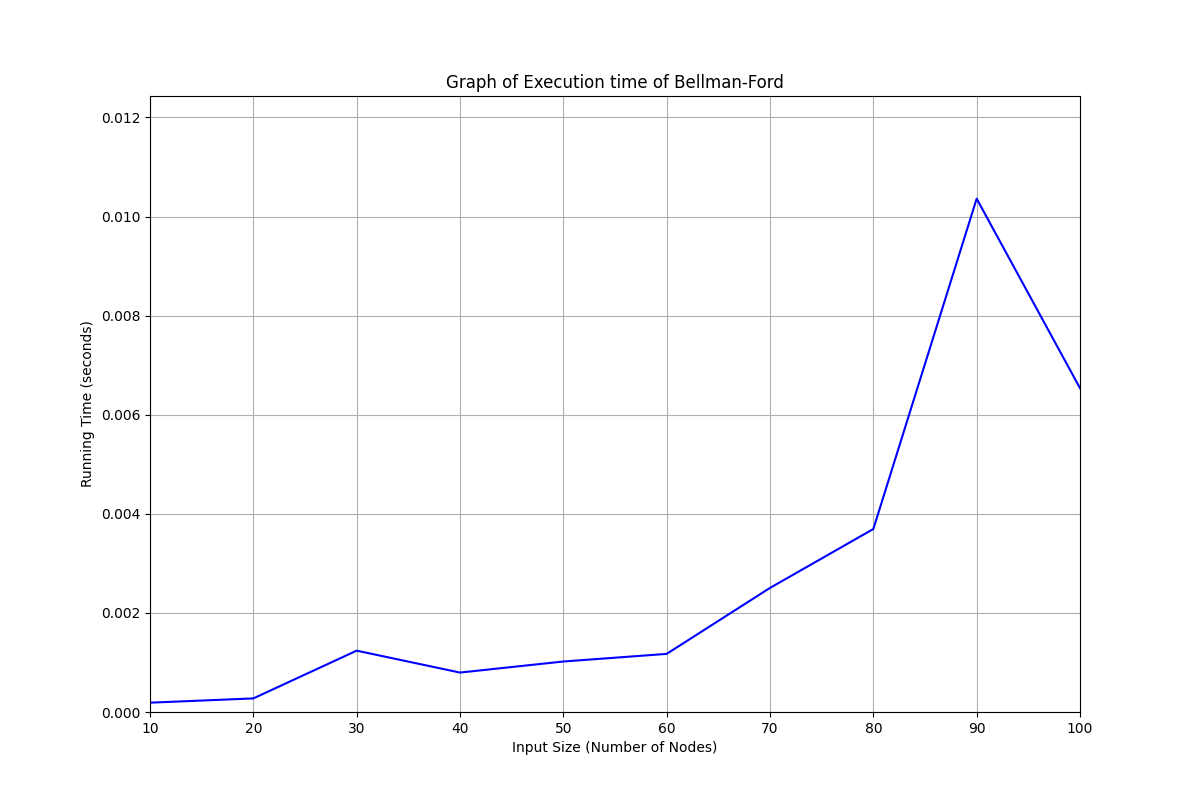 Graph of Execution time of Bellman-Ford
0.012
0.010
0.008
0.006
0.004
0.002
0.000
Running Time (seconds)
10 20 30 40 50 60 70 80 90 100
Input Size (Number of Nodes)